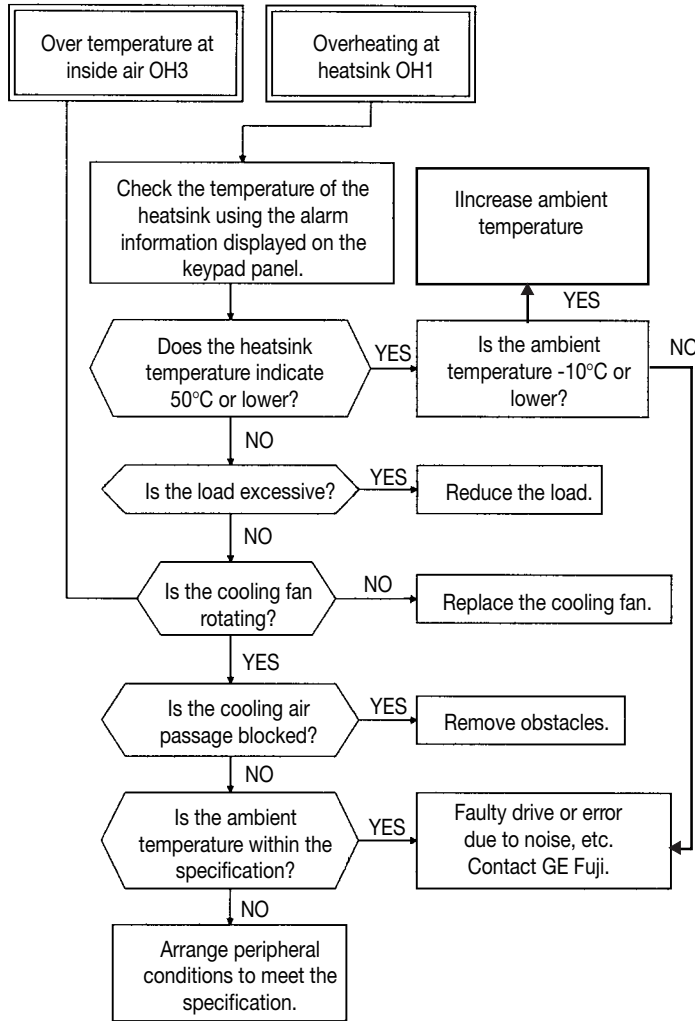 Over temperature at
inside air OH3
Overheating at
heatsink OH1
Check the temperature of the
heatsink using the alarm
information displayed on the
keypad panel.
IIncrease ambient
temperature
YES
Does the heatsink
temperature indicate
50°C or lower?
YES
Is the ambient
temperature -10°C or
lower?
NO
NO
Is the load excessive?
YES
Reduce the load.
NO
Is the cooling fan
rotating?
NO
Replace the cooling fan.
YES
Is the cooling air
passage blocked?
YES
Remove obstacles.
NO
Is the ambient
temperature within the
specification?
YES
Faulty drive or error
due to noise, etc.
Contact GE Fuji.
NO
Arrange peripheral
conditions to meet the
specification.